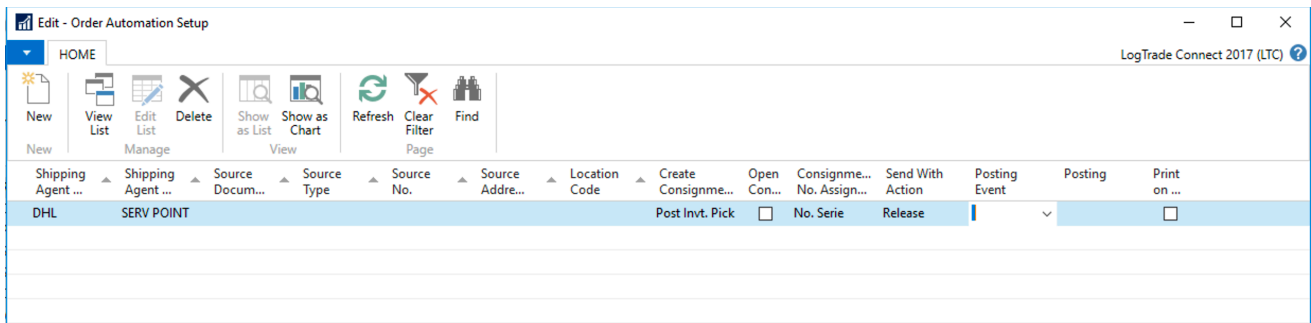 Edit - Order Automation Setup
HOME
LogTrade Connect 2017 (LTC)
New
View List
Edit List
Delete
Show as List
Show as Chart
Refresh
Clear Filter
Find
New
Manage
View
Page
Shipping Agent ...
Shipping Agent ...
Source Docum...
Source Type
Source No.
Source Addre...
Location Code
Create Consignme...
Open Con...
Consignme... No. Assign...
Send With Action
Posting Event
Posting
Print on ...
DHL SERV POINT Post Invt. Pick No. Serie Release